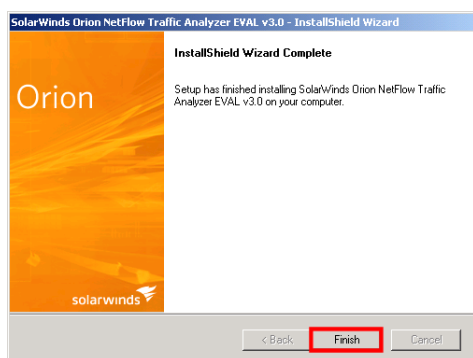 SolarWinds Orion NetFlow Traffic Analyzer EVAL v3.0 - InstallShield Wizard
InstallShield Wizard Complete
Orion
Setup has finished installing SolarWinds Orion NetFlow Traffic
Analyzer EVAL v3.0 on your computer.
solarwinds
< Back
Finish
Cancel